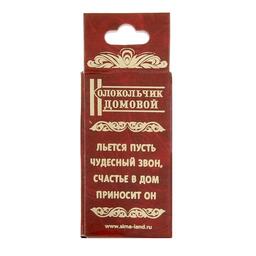 Колокольчик
домовой
ЛЬЕТСЯ ПУСТЬ
ЧУДЕСНЫЙ ЗВОН,
СЧАСТЬЕ В ДОМ
ПРИНОСИТ ОН
www.sima-land.ru